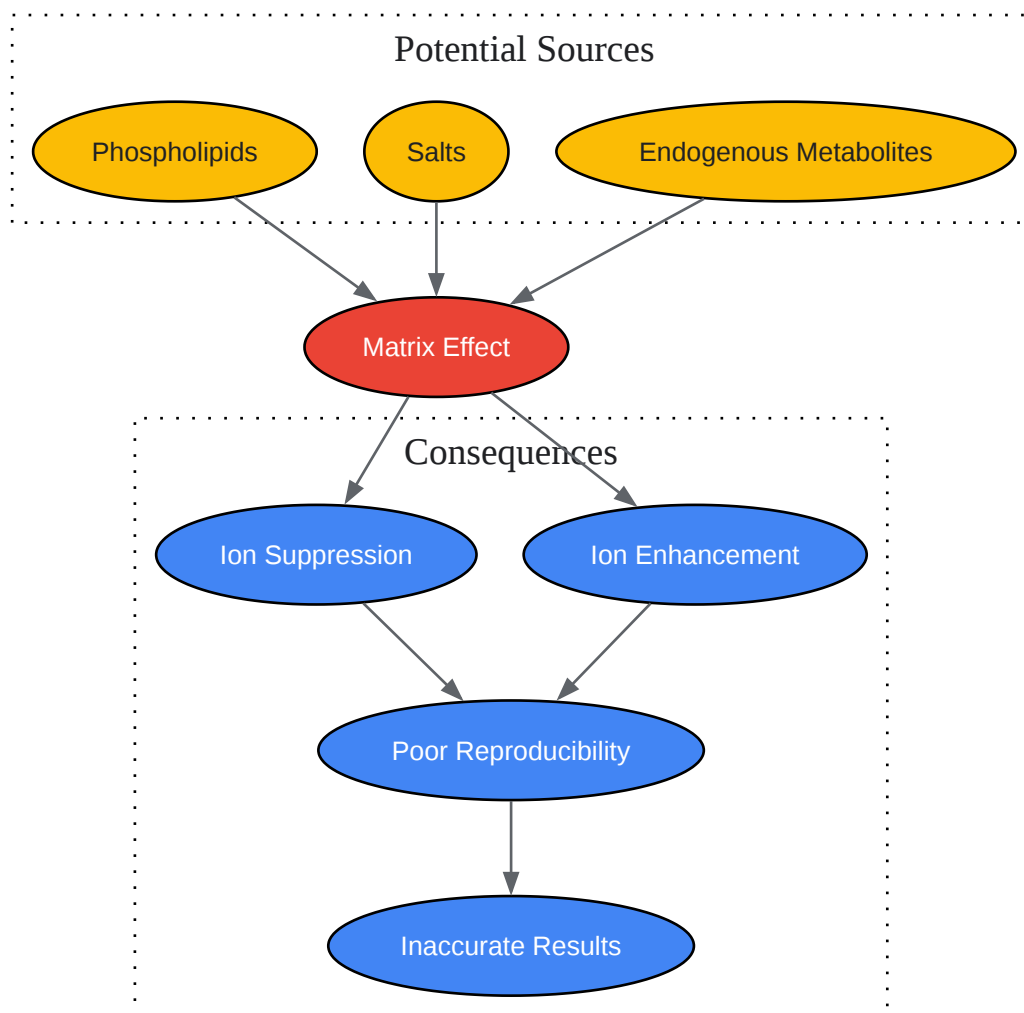 Potential Sources
Phospholipids
Salts
Endogenous Metabolites
Matrix Effect
Consequences
Ion Suppression
Ion Enhancement
Poor Reproducibility
Inaccurate Results